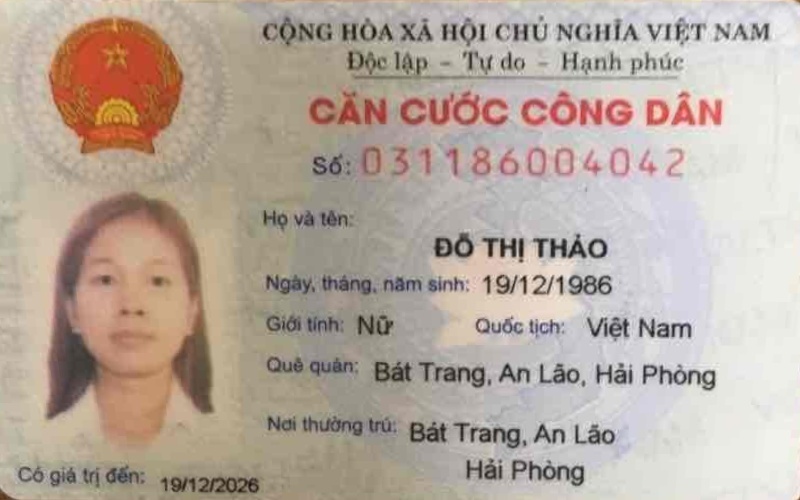 CỘNG HÒA XÃ HỘI CHỦ NGHĨA VIỆT NAM
Độc lập - Tự do - Hạnh phúc
CĂN CƯỚC CÔNG DÂN
Số: 031186004042
Họ và tên:
ĐỖ THỊ THẢO
Ngày, tháng, năm sinh: 19/12/1986
Giới tính: Nữ Quốc tịch: Việt Nam
Quê quán: Bát Trang, An Lão, Hải Phòng
Nơi thường trú: Bát Trang, An Lão
Hải Phòng
Có giá trị đến: 19/12/2026